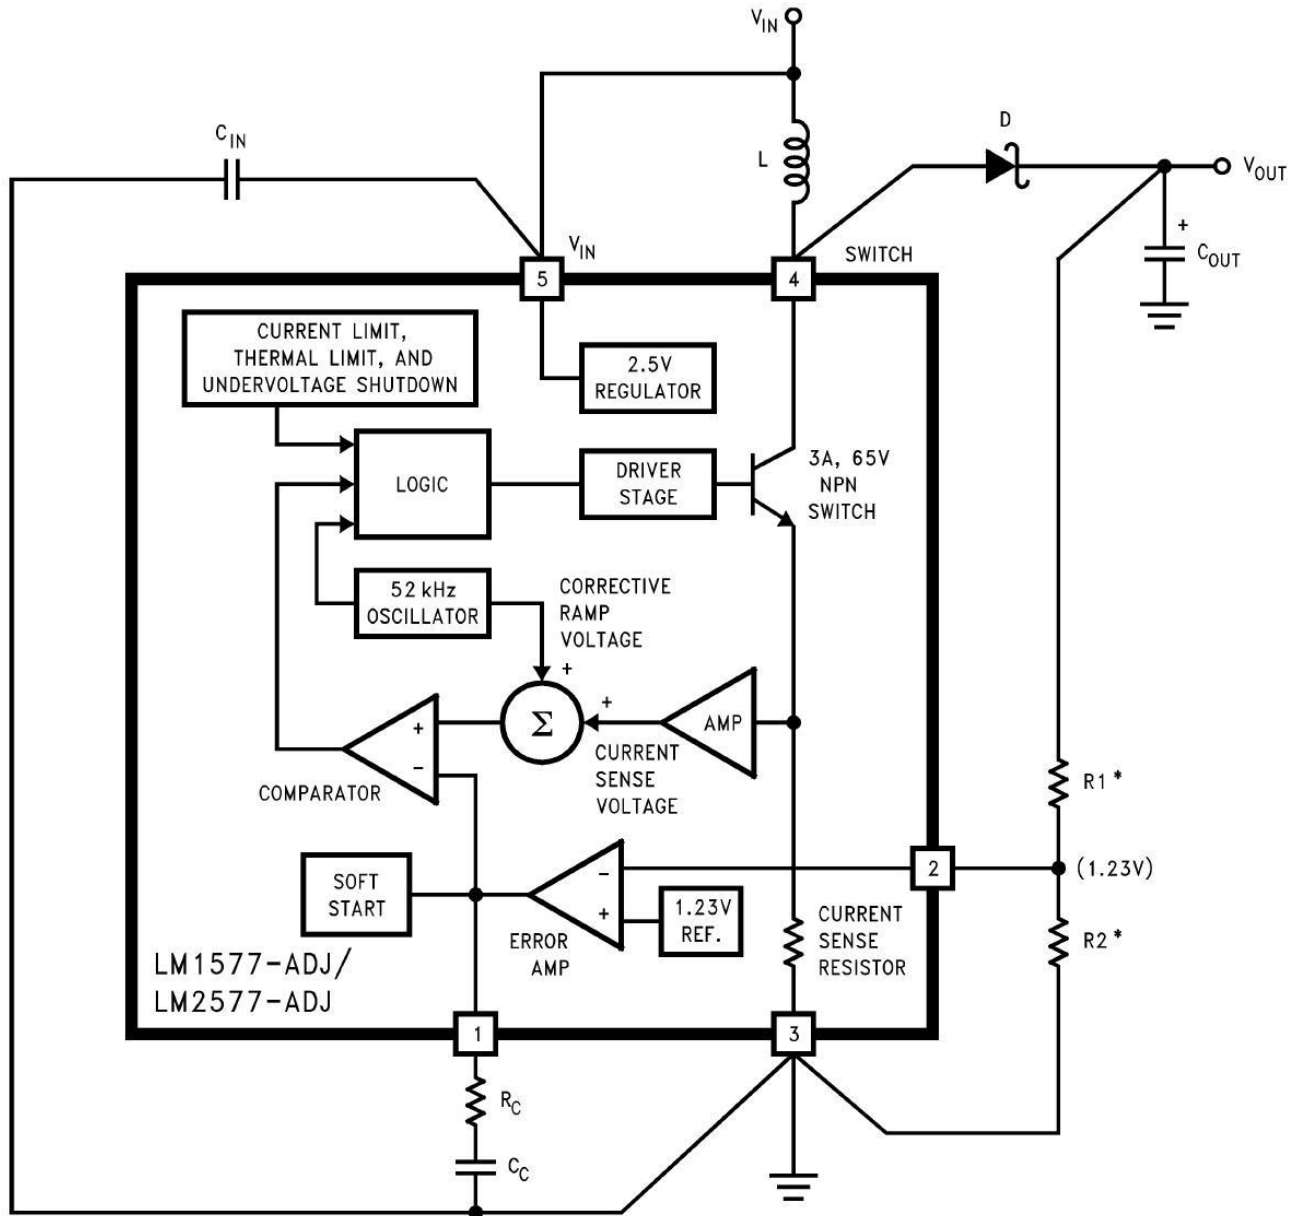 V_IN
C_IN
D
L
V_OUT
+
C_OUT
V_IN
SWITCH
5
4
CURRENT LIMIT,
THERMAL LIMIT, AND
UNDERVOLTAGE SHUTDOWN
2.5V
REGULATOR
LOGIC
DRIVER
STAGE
3A, 65V
NPN
SWITCH
52 kHz
OSCILLATOR
CORRECTIVE
RAMP
VOLTAGE
+
+
Σ
AMP
+
−
COMPARATOR
CURRENT
SENSE
VOLTAGE
R1*
SOFT
START
−
+
1.23V
REF.
ERROR
AMP
2
(1.23V)
CURRENT
SENSE
RESISTOR
R2*
LM1577-ADJ/
LM2577-ADJ
1
3
R_C
C_C